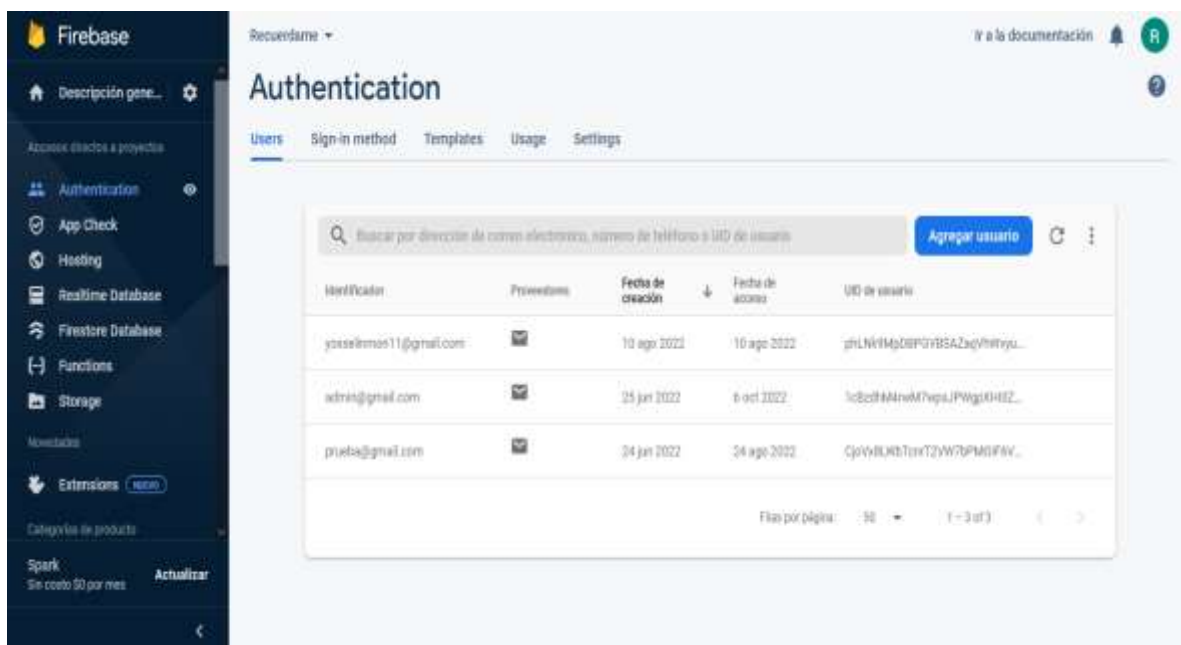 Firebase
Descripción gene...
Accesos directos a proyectos
Authentication
App Check
Hosting
Realtime Database
Firestore Database
Functions
Storage
Novedades
Extensions NUEVO
Categorías de producto
Spark
Sin costo $0 por mes
Actualizar
Recuerdame
Ir a la documentación
R
Authentication
Users Sign-in method Templates Usage Settings
Buscar por dirección de correo electrónico, número de teléfono o UID de usuario
Agregar usuario
Identificador Proveedores Fecha de creación Fecha de acceso UID de usuario
10 ago 2022 10 ago 2022
admin@gmail.com 25 jun 2022 6 oct 2022
prueba@gmail.com 24 jun 2022 24 ago 2022
Filas por página: 50 1 – 3 of 3